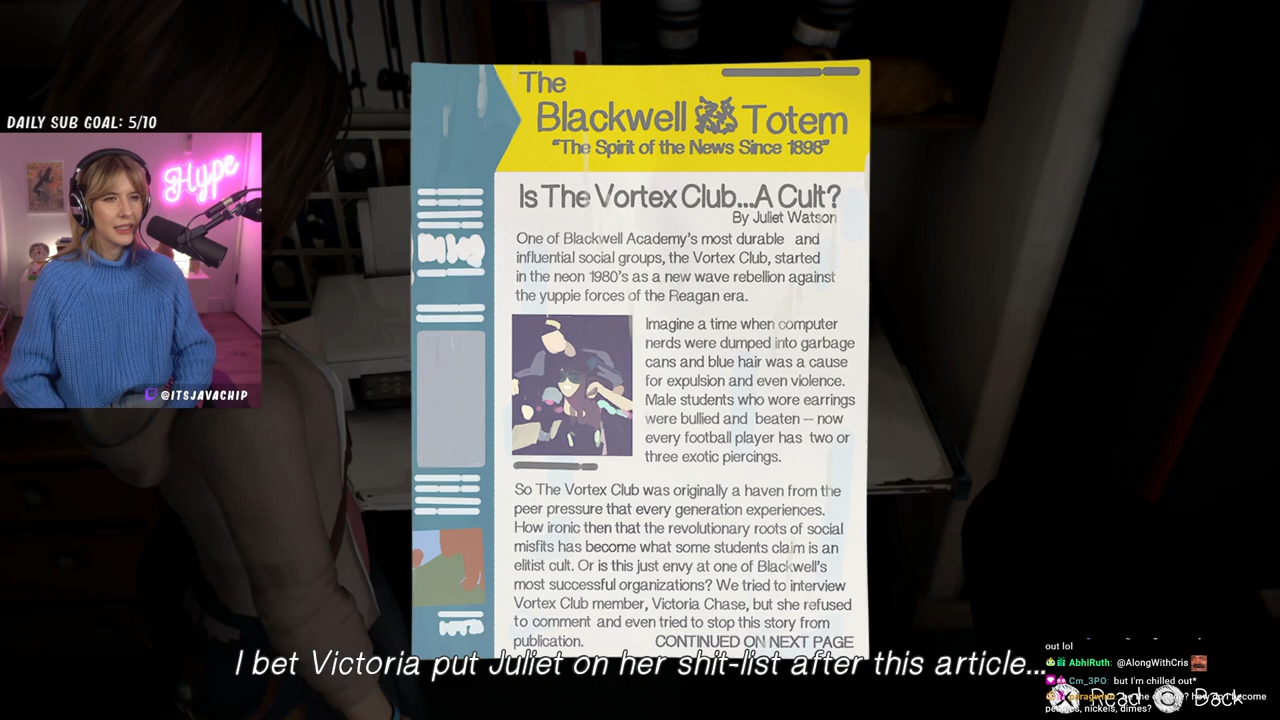 DAILY SUB GOAL: 5/10
Hype
@ITSJAVACHIP
The
Blackwell Totem
"The Spirit of the News Since 1898"
Is The Vortex Club...A Cult?
By Juliet Watson
One of Blackwell Academy's most durable and
influential social groups, the Vortex Club, started
in the neon 1980's as a new wave rebellion against
the yuppie forces of the Reagan era.
Imagine a time when computer
nerds were dumped into garbage
cans and blue hair was a cause
for expulsion and even violence.
Male students who wore earrings
were bullied and beaten -- now
every football player has two or
three exotic piercings.
So The Vortex Club was originally a haven from the
peer pressure that every generation experiences.
How ironic then that the revolutionary roots of social
misfits has become what some students claim is an
elitist cult. Or is this just envy at one of Blackwell's
most successful organizations? We tried to interview
Vortex Club member, Victoria Chase, but she refused
to comment and even tried to stop this story from
publication. CONTINUED ON NEXT PAGE
I bet Victoria put Juliet on her shit-list after this article...
out lol
AbhiRuth: @AlongWithCris
Cm_3PO: but I'm chilled out*
Read Back
nickels, dimes?